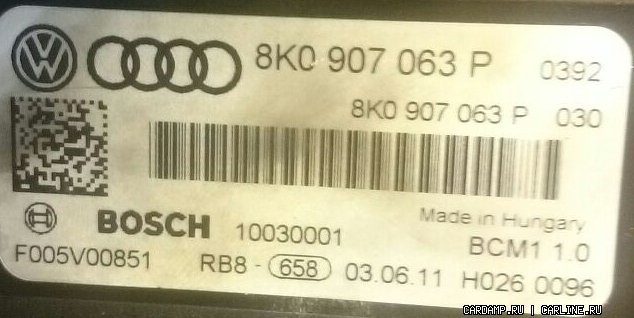 8K0 907 063 P 0392
8K0 907 063 P 030
Made in Hungary
BOSCH 10030001
BCM1 1.0
F005V00851 RB8 - 658 03.06.11 H026 0096
CARDAMP.RU | CARLINE.RU